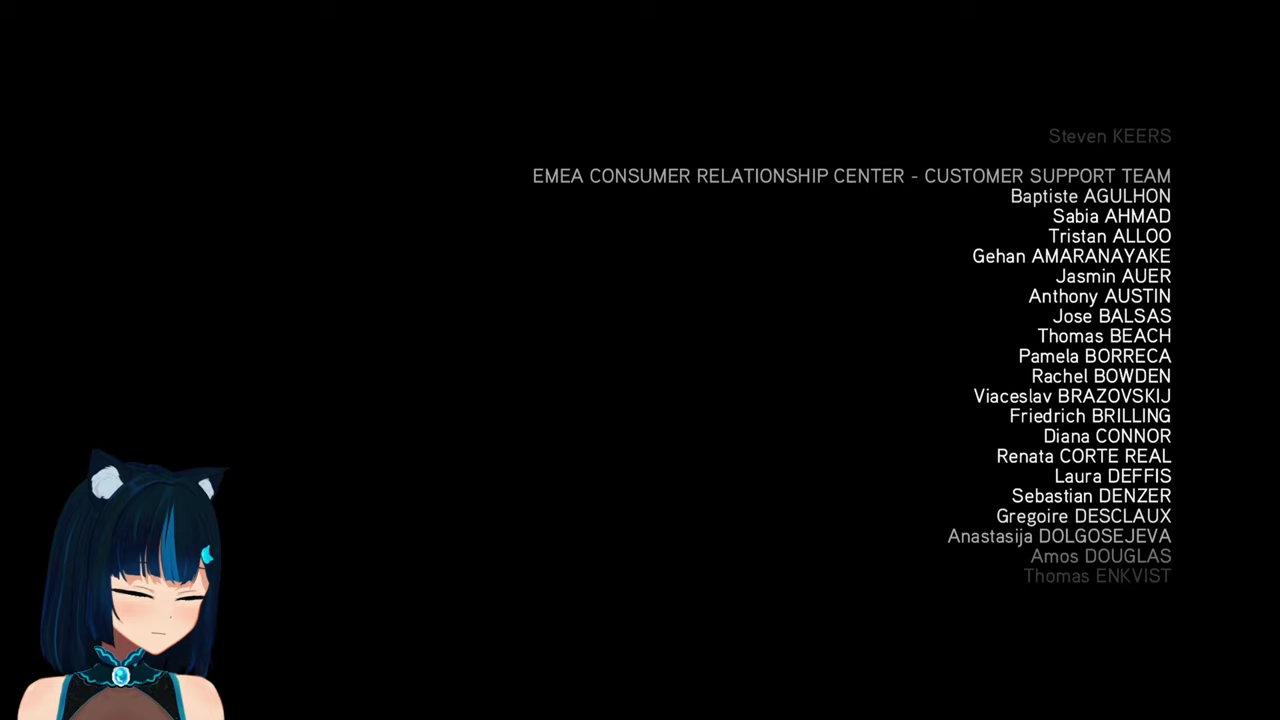 Steven KEERS
EMEA CONSUMER RELATIONSHIP CENTER - CUSTOMER SUPPORT TEAM
Baptiste AGULHON
Sabia AHMAD
Tristan ALLOO
Gehan AMARANAYAKE
Jasmin AUER
Anthony AUSTIN
Jose BALSAS
Thomas BEACH
Pamela BORRECA
Rachel BOWDEN
Viaceslav BRAZOVSKIJ
Friedrich BRILLING
Diana CONNOR
Renata CORTE REAL
Laura DEFFIS
Sebastian DENZER
Gregoire DESCLAUX
Anastasija DOLGOSEJEVA
Amos DOUGLAS
Thomas ENKVIST